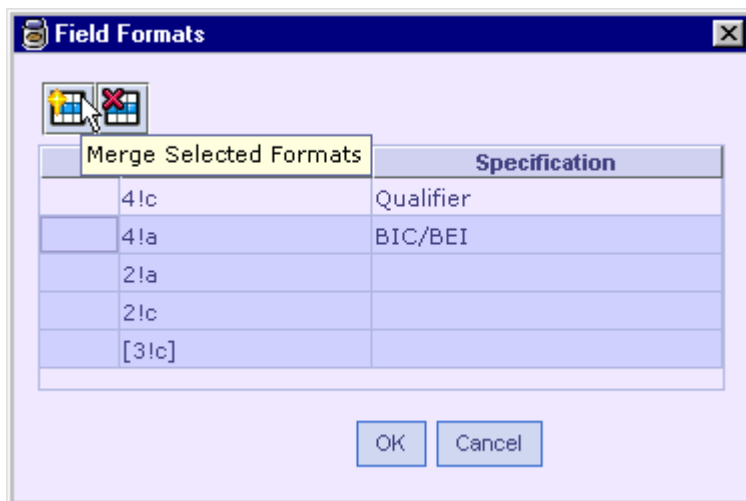 Field Formats
Merge Selected Formats
Specification
4!c Qualifier
4!a BIC/BEI
2!a
2!c
[3!c]
OK Cancel